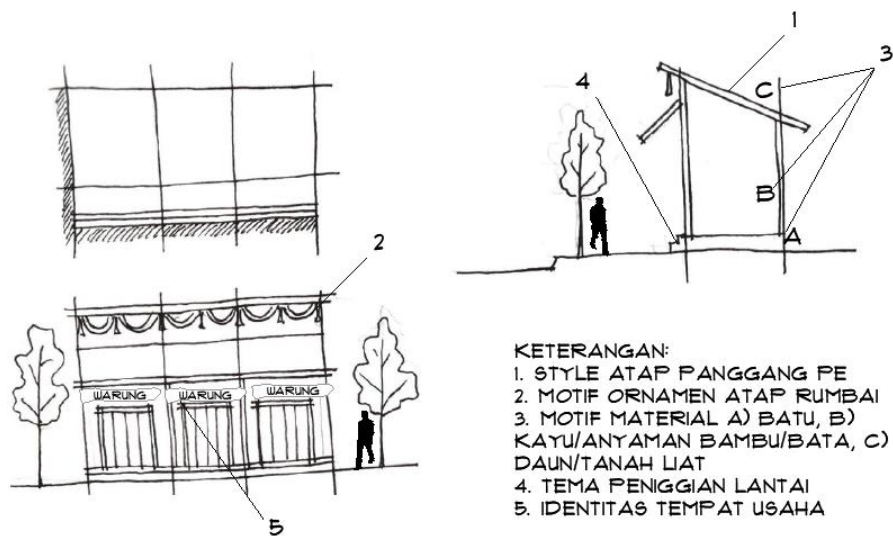 1
3
4
C
B
A
2
WARUNG WARUNG WARUNG
5
KETERANGAN:
1. STYLE ATAP PANGGANG PE
2. MOTIF ORNAMEN ATAP RUMBAI
3. MOTIF MATERIAL A) BATU, B)
KAYU/ANYAMAN BAMBU/BATA, C)
DAUN/TANAH LIAT
4. TEMA PENIGGIAN LANTAI
5. IDENTITAS TEMPAT USAHA